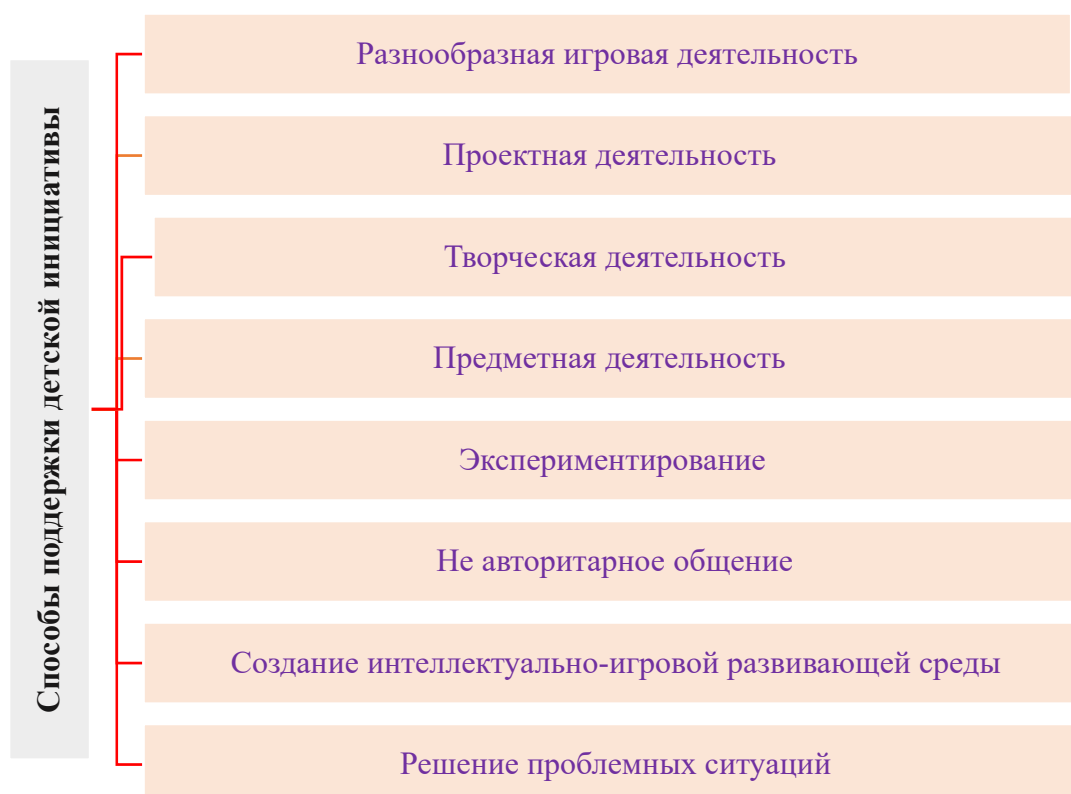 Способы поддержки детской инициативы
Разнообразная игровая деятельность
Проектная деятельность
Творческая деятельность
Предметная деятельность
Экспериментирование
Не авторитарное общение
Создание интеллектуально-игровой развивающей среды
Решение проблемных ситуаций